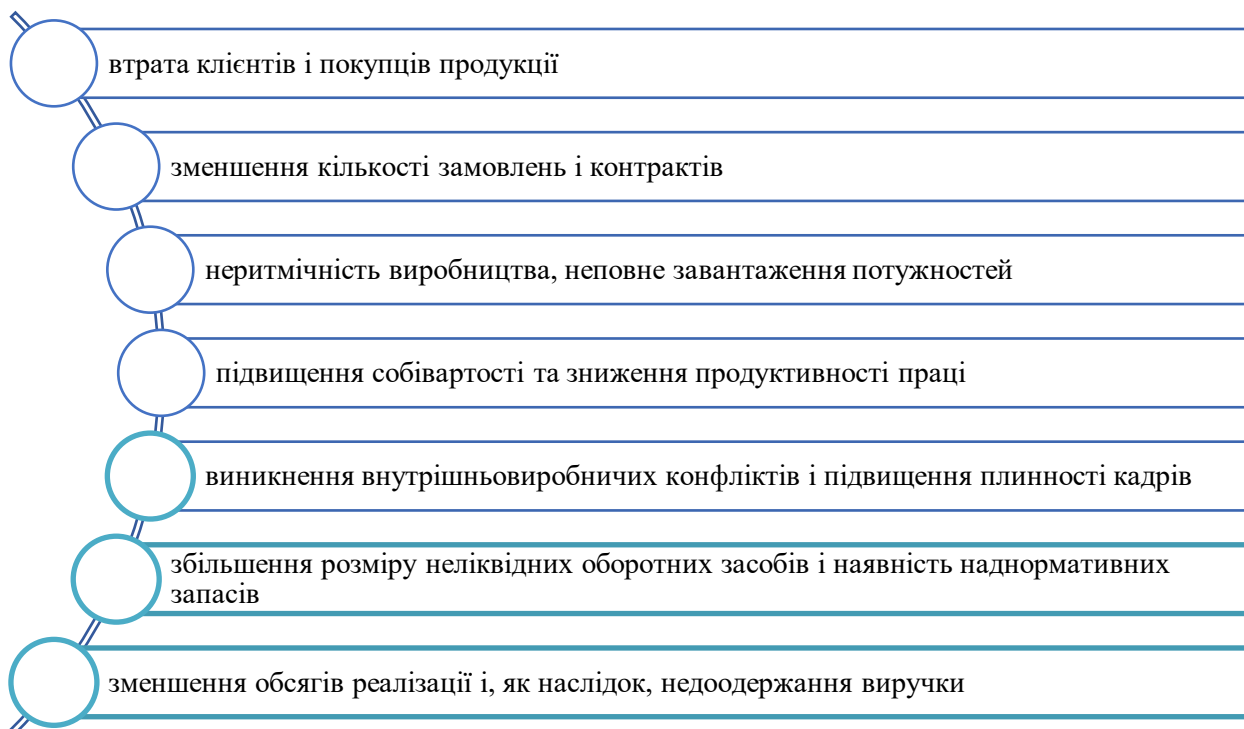 втрата клієнтів і покупців продукції
зменшення кількості замовлень і контрактів
неритмічність виробництва, неповне завантаження потужностей
підвищення собівартості та зниження продуктивності праці
виникнення внутрішньовиробничих конфліктів і підвищення плинності кадрів
збільшення розміру неліквідних оборотних засобів і наявність наднормативних
запасів
зменшення обсягів реалізації і, як наслідок, недоодержання виручки